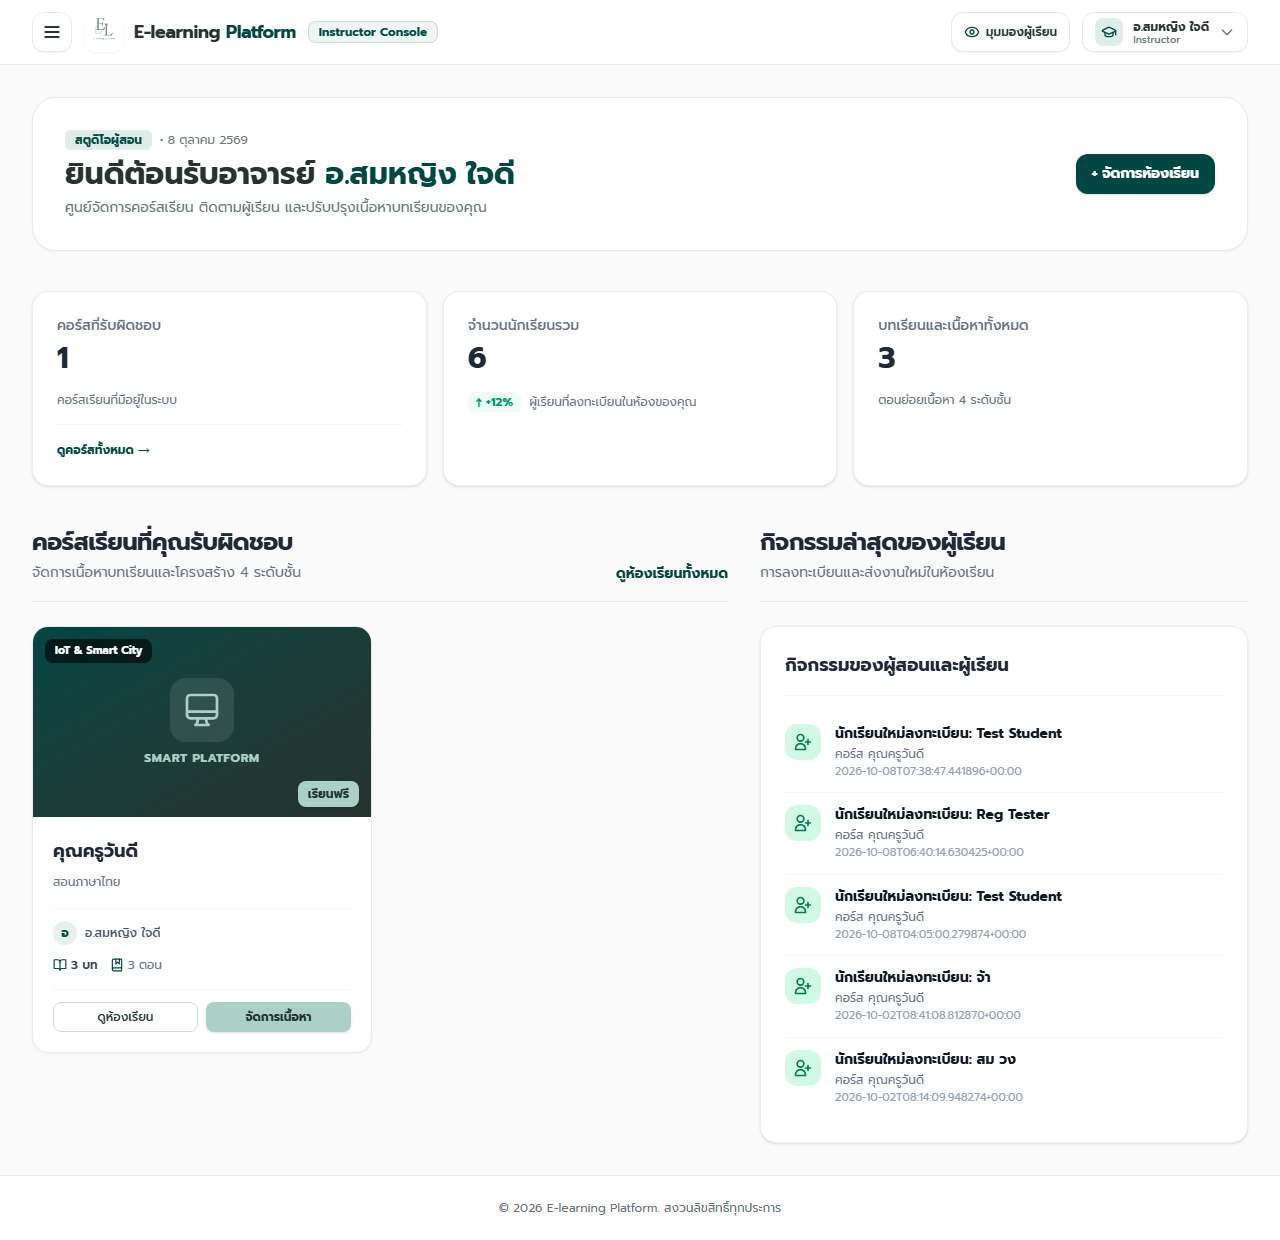 EL
E-learning Platform
Instructor Console
มุมมองผู้เรียน
อ.สมหญิง ใจดี
Instructor
สตูดิโอผู้สอน
• 8 ตุลาคม 2569
ยินดีต้อนรับอาจารย์ อ.สมหญิง ใจดี
ศูนย์จัดการคอร์สเรียน ติดตามผู้เรียน และปรับปรุงเนื้อหาบทเรียนของคุณ
+ จัดการห้องเรียน
คอร์สที่รับผิดชอบ
1
คอร์สเรียนที่มีอยู่ในระบบ
ดูคอร์สทั้งหมด →
จำนวนนักเรียนรวม
6
↑ +12% ผู้เรียนที่ลงทะเบียนในห้องของคุณ
บทเรียนและเนื้อหาทั้งหมด
3
ตอนย่อยเนื้อหา 4 ระดับชั้น
คอร์สเรียนที่คุณรับผิดชอบ
จัดการเนื้อหาบทเรียนและโครงสร้าง 4 ระดับชั้น
ดูห้องเรียนทั้งหมด
IoT & Smart City
SMART PLATFORM
เรียนฟรี
คุณครูวันดี
สอนภาษาไทย
อ อ.สมหญิง ใจดี
3 บท 3 ตอน
ดูห้องเรียน
จัดการเนื้อหา
กิจกรรมล่าสุดของผู้เรียน
การลงทะเบียนและส่งงานใหม่ในห้องเรียน
กิจกรรมของผู้สอนและผู้เรียน
นักเรียนใหม่ลงทะเบียน: Test Student
คอร์ส คุณครูวันดี
2026-10-08T07:38:47.441896+00:00
นักเรียนใหม่ลงทะเบียน: Reg Tester
คอร์ส คุณครูวันดี
2026-10-08T06:40:14.630425+00:00
นักเรียนใหม่ลงทะเบียน: Test Student
คอร์ส คุณครูวันดี
2026-10-08T04:05:00.279874+00:00
นักเรียนใหม่ลงทะเบียน: จ้า
คอร์ส คุณครูวันดี
2026-10-02T08:41:08.812870+00:00
นักเรียนใหม่ลงทะเบียน: สม วง
คอร์ส คุณครูวันดี
2026-10-02T08:14:09.948274+00:00
© 2026 E-learning Platform. สงวนลิขสิทธิ์ทุกประการ